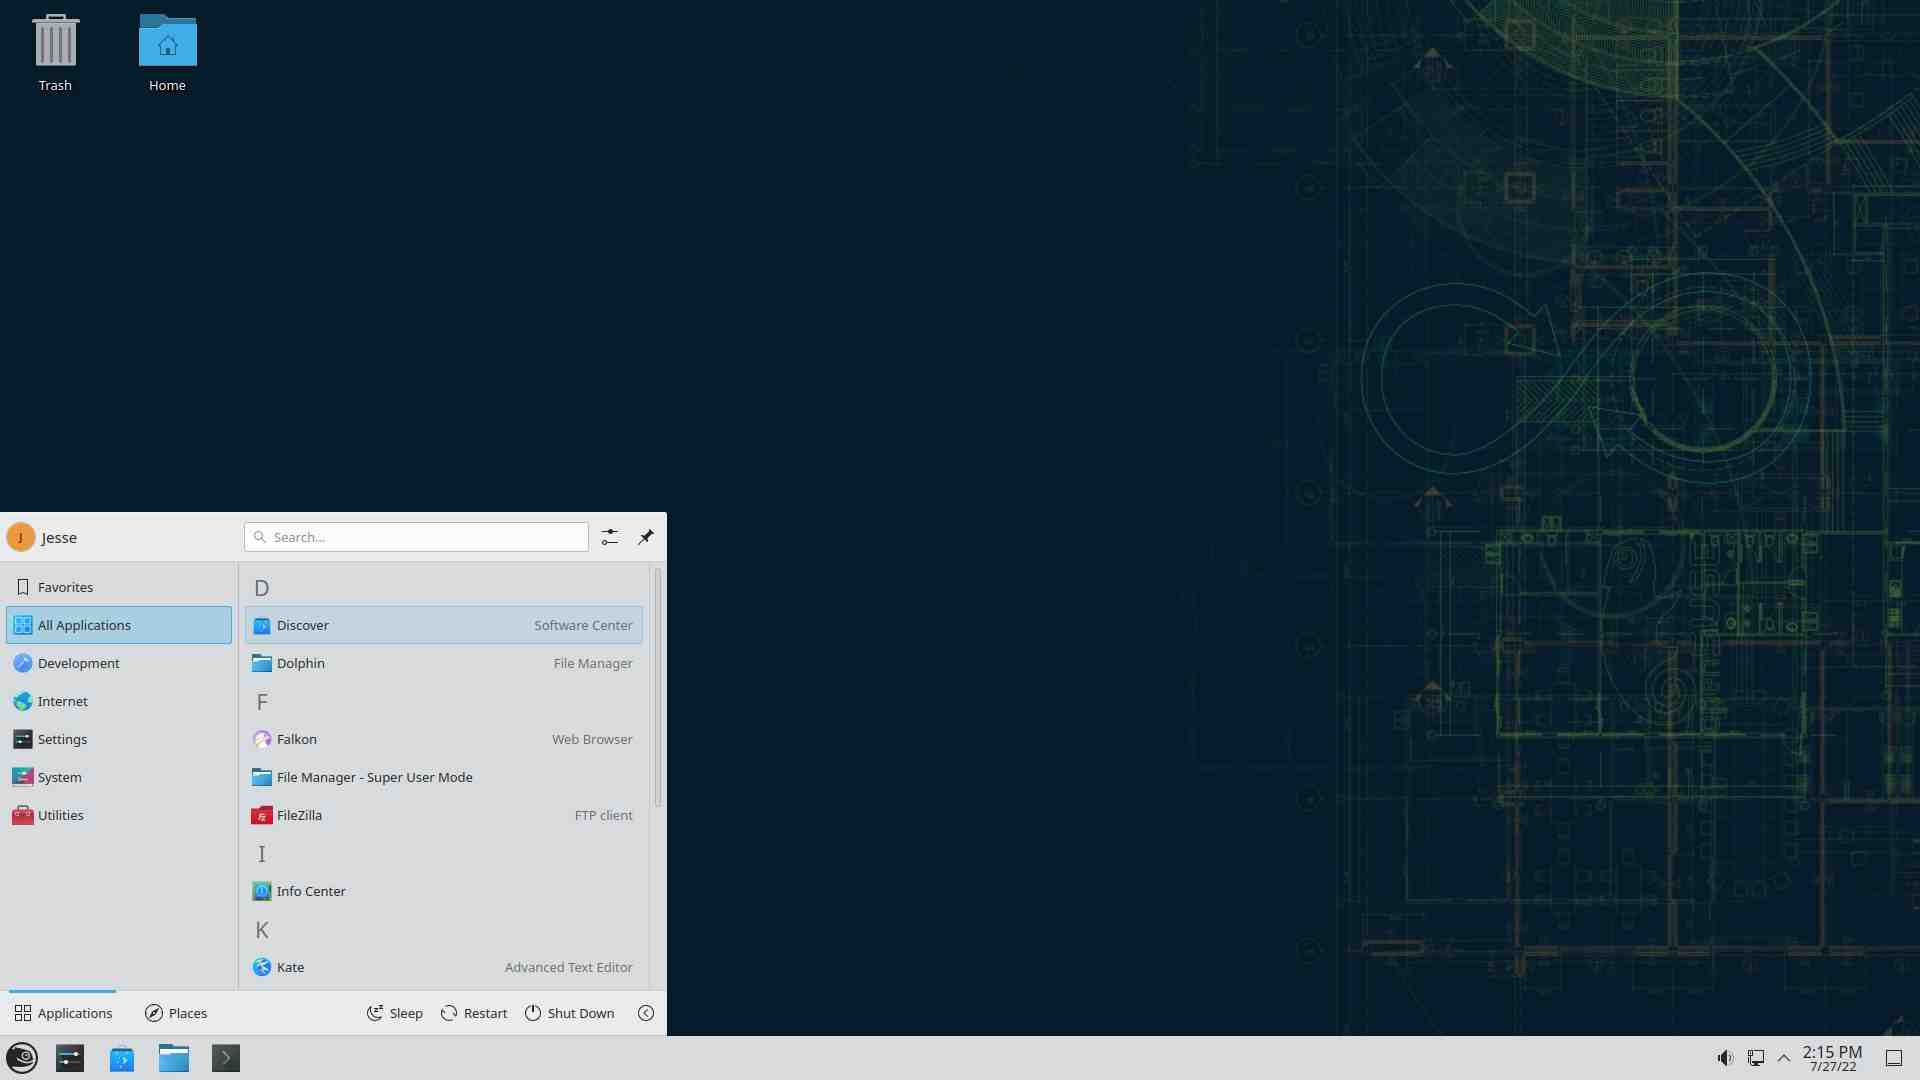 Trash
Home
J Jesse
Search...
Favorites
All Applications
Development
Internet
Settings
System
Utilities
D
Discover Software Center
Dolphin File Manager
F
Falkon Web Browser
File Manager - Super User Mode
FileZilla FTP client
I
Info Center
K
Kate Advanced Text Editor
Applications Places Sleep Restart Shut Down
2:15 PM
7/27/22